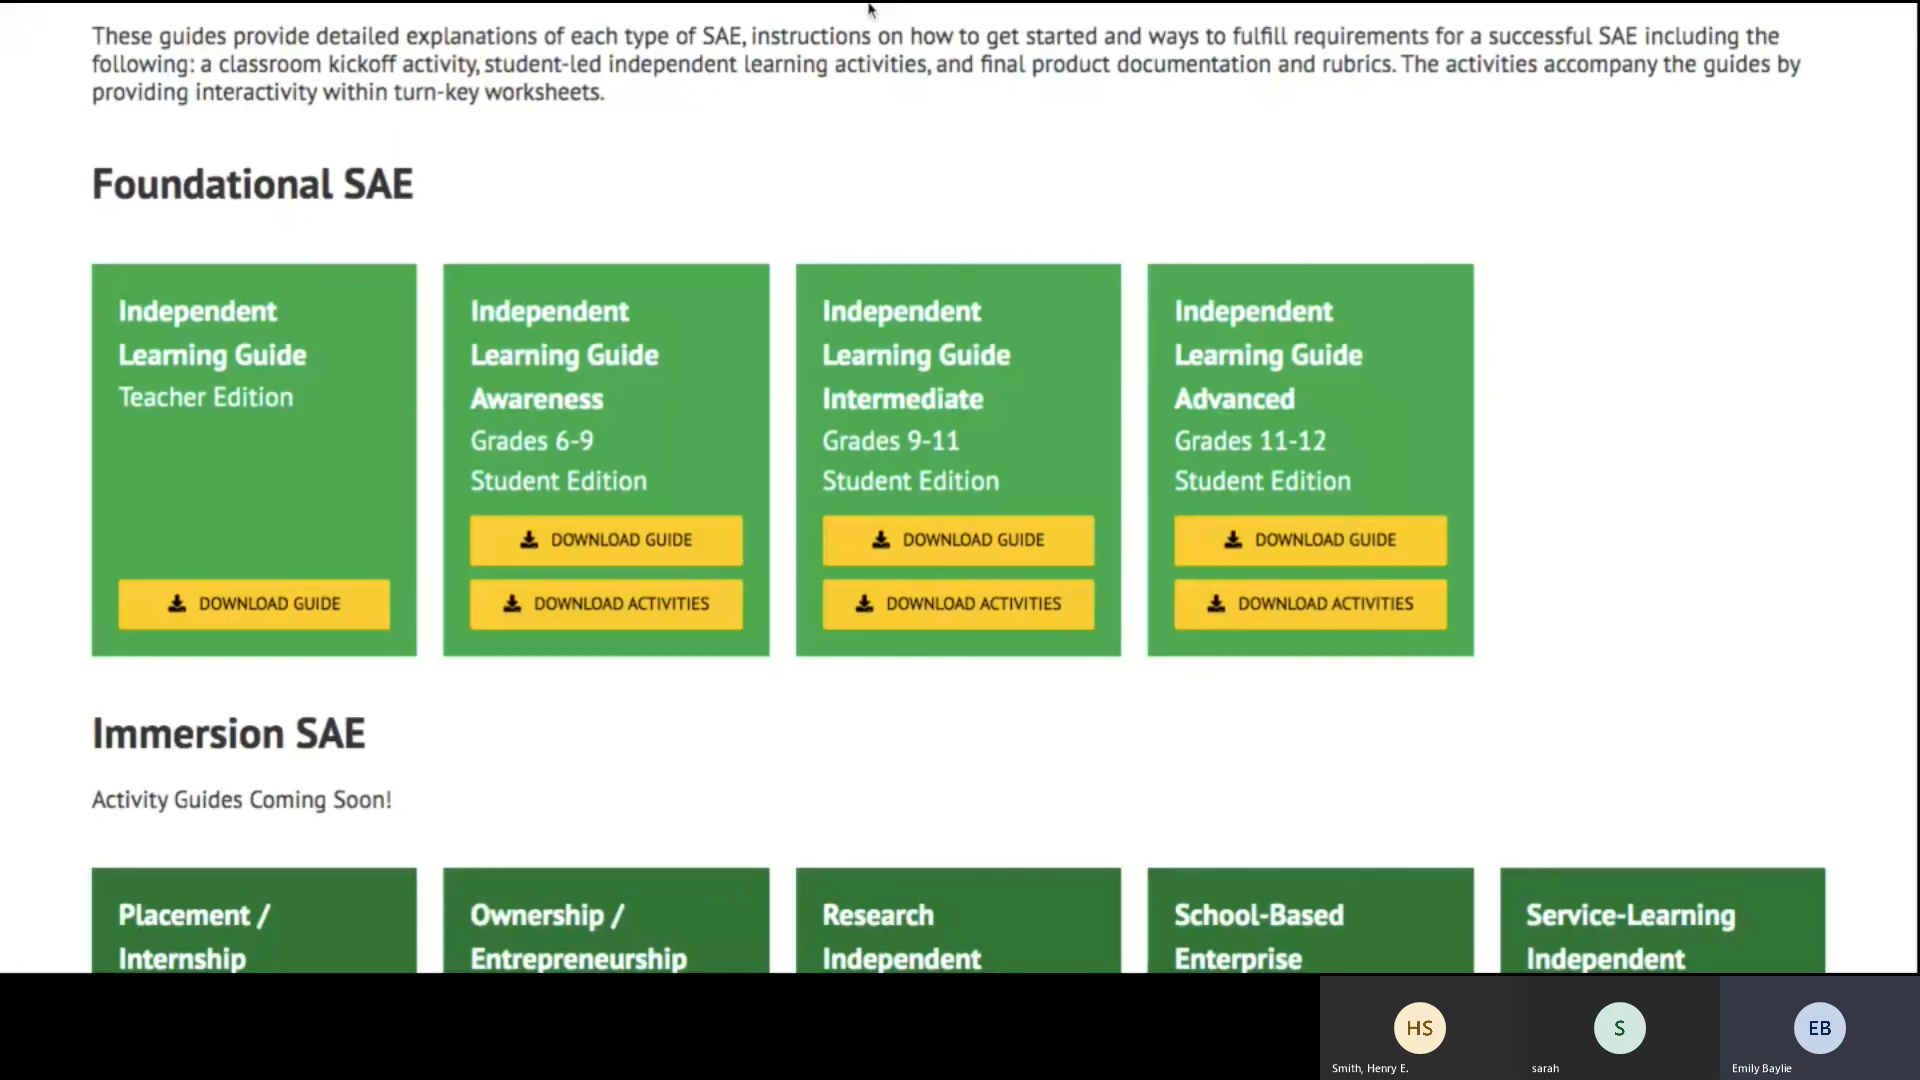 These guides provide detailed explanations of each type of SAE, instructions on how to get started and ways to fulfill requirements for a successful SAE including the
following: a classroom kickoff activity, student-led independent learning activities, and final product documentation and rubrics. The activities accompany the guides by
providing interactivity within turn-key worksheets.
Foundational SAE
Independent
Learning Guide
Teacher Edition
DOWNLOAD GUIDE
Independent
Learning Guide
Awareness
Grades 6-9
Student Edition
DOWNLOAD GUIDE
DOWNLOAD ACTIVITIES
Independent
Learning Guide
Intermediate
Grades 9-11
Student Edition
DOWNLOAD GUIDE
DOWNLOAD ACTIVITIES
Independent
Learning Guide
Advanced
Grades 11-12
Student Edition
DOWNLOAD GUIDE
DOWNLOAD ACTIVITIES
Immersion SAE
Activity Guides Coming Soon!
Placement /
Internship
Ownership /
Entrepreneurship
Research
Independent
School-Based
Enterprise
Service-Learning
Independent
HS
Smith, Henry E.
S
sarah
EB
Emily Baylie